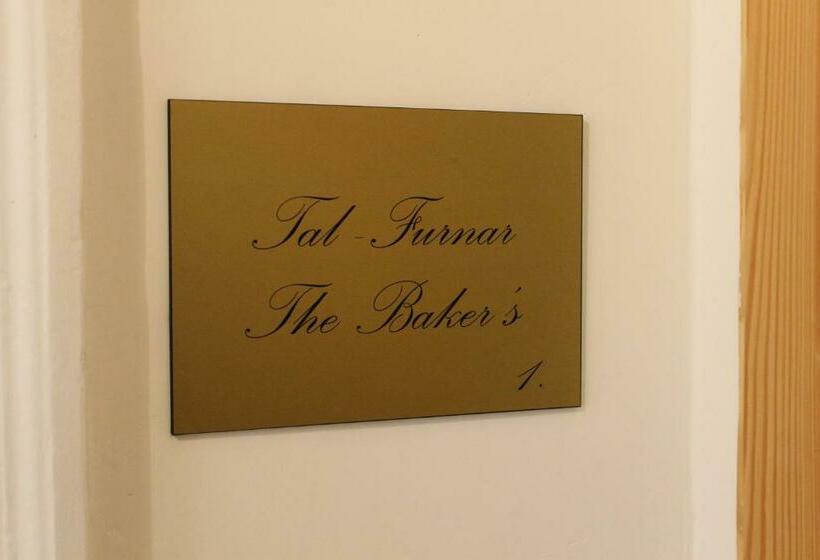 Tal - Furnar
The Baker's
1.